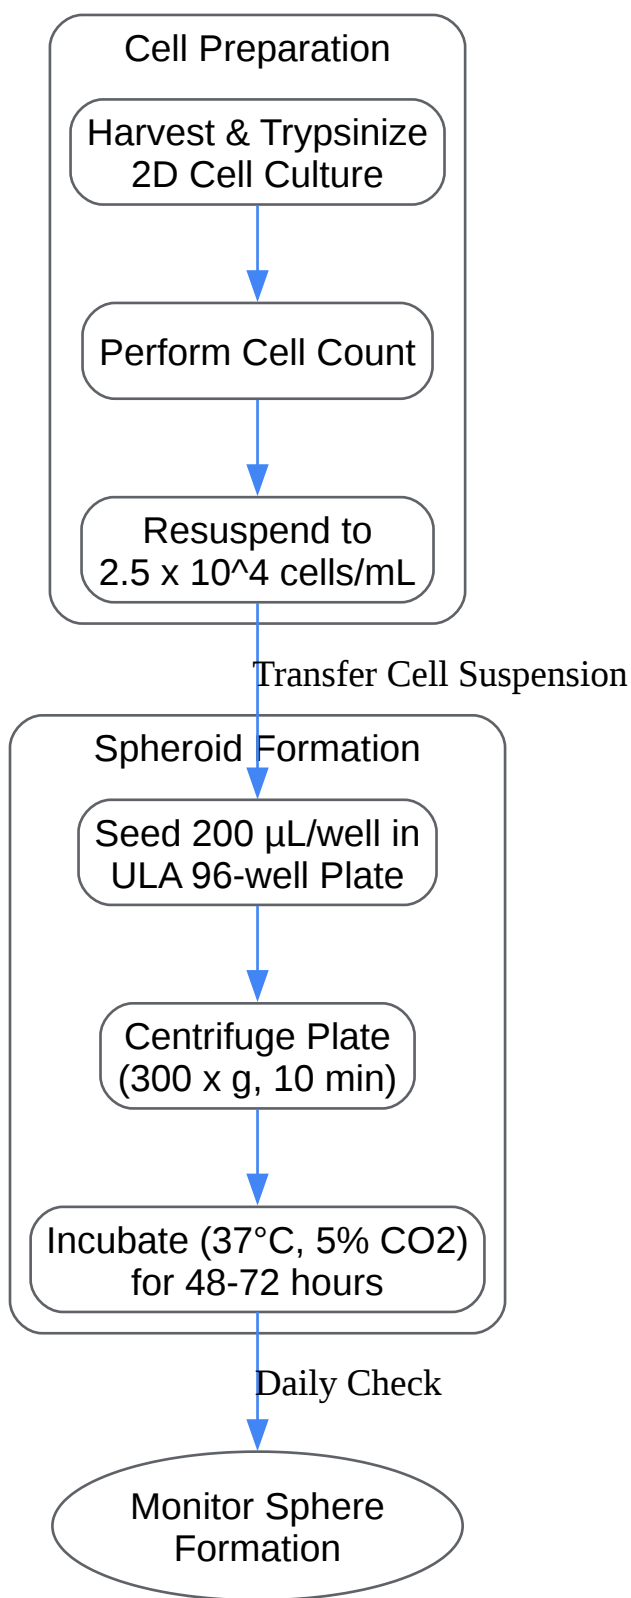 Cell Preparation
Harvest & Trypsinize
2D Cell Culture
Perform Cell Count
Resuspend to
2.5 x 10^4 cells/mL
Transfer Cell Suspension
Spheroid Formation
Seed 200 µL/well in
ULA 96-well Plate
Centrifuge Plate
(300 x g, 10 min)
Incubate (37°C, 5% CO2)
for 48-72 hours
Daily Check
Monitor Sphere
Formation